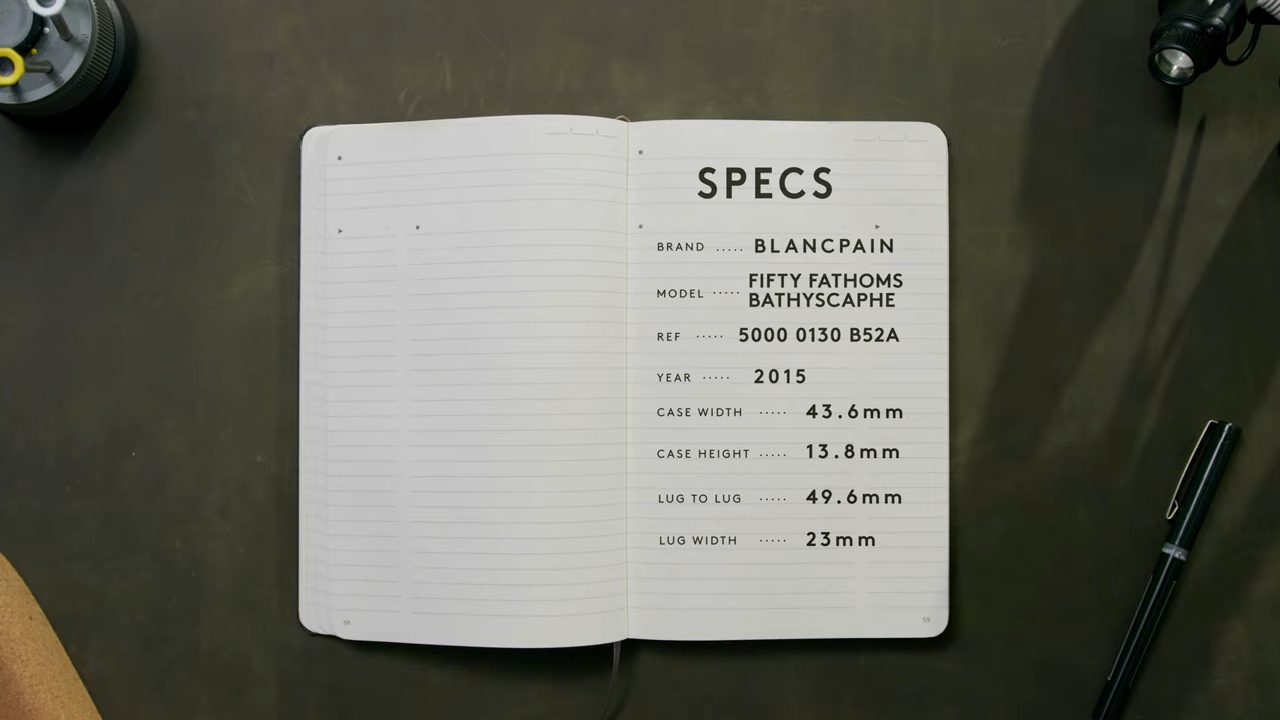 SPECS
BRAND ..... BLANCPAIN
MODEL ..... FIFTY FATHOMS
BATHYSCAPHE
REF ..... 5000 0130 B52A
YEAR ..... 2015
CASE WIDTH ..... 43.6mm
CASE HEIGHT ..... 13.8mm
LUG TO LUG ..... 49.6mm
LUG WIDTH ..... 23mm